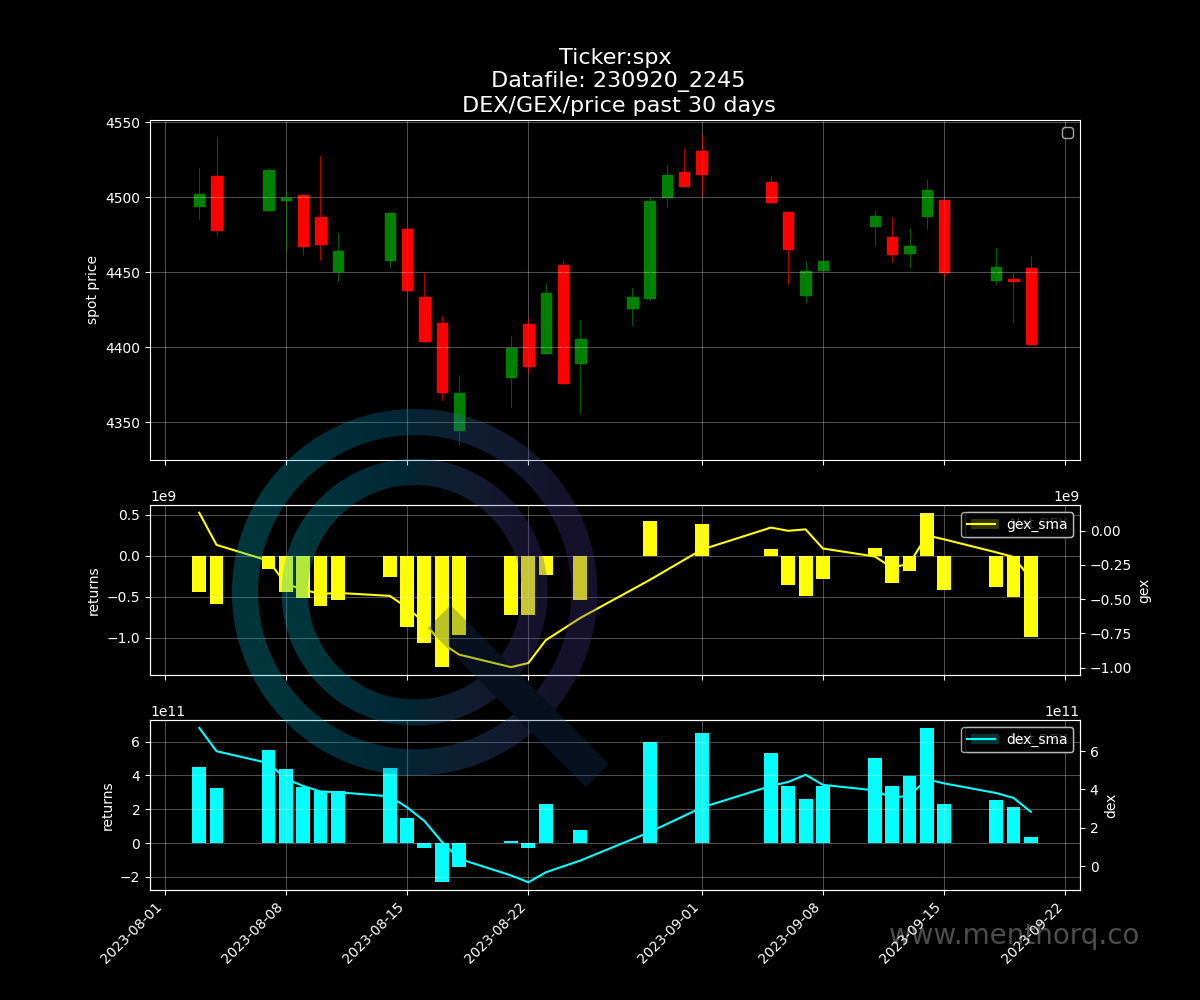 Ticker:spx
Datafile: 230920_2245
DEX/GEX/price past 30 days
4550
4500
4450
4400
4350
spot price
1e9
1e9
0.5
0.0
−0.5
−1.0
returns
gex_sma
0.00
−0.25
−0.50
−0.75
−1.00
gex
1e11
1e11
6
4
2
0
−2
returns
dex_sma
6
4
2
0
dex
2023-08-01
2023-08-08
2023-08-15
2023-08-22
2023-09-01
2023-09-08
2023-09-15
2023-09-22
www.menthorq.co